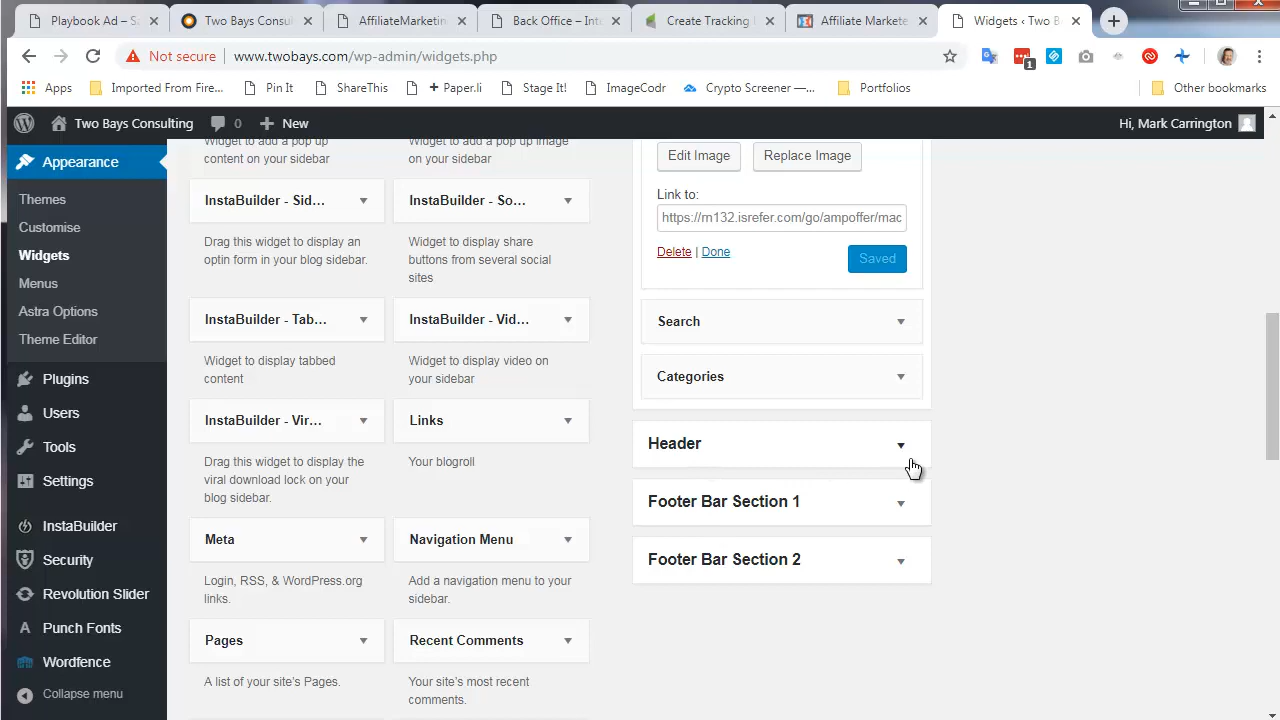 Playbook Ad – S
Two Bays Consu
AffiliateMarketin
Back Office – Int
Create Tracking
Affiliate Markete
Widgets ‹ Two B
Not secure
www.twobays.com/wp-admin/widgets.php
1
Apps
Imported From Fire...
Pin It
ShareThis
+ Paper.li
Stage It!
ImageCodr
Crypto Screener —...
Portfolios
Other bookmarks
Two Bays Consulting
0
New
Hi, Mark Carrington
Appearance
Themes
Customise
Widgets
Menus
Astra Options
Theme Editor
Plugins
Users
Tools
Settings
InstaBuilder
Security
Revolution Slider
Punch Fonts
Wordfence
Collapse menu
Widget to add a pop up
content on your sidebar
Widget to add a pop up image
on your sidebar
InstaBuilder - Sid...
InstaBuilder - So...
Drag this widget to display an
optin form in your blog sidebar.
Widget to display share
buttons from several social
sites
InstaBuilder - Tab...
InstaBuilder - Vid...
Widget to display tabbed
content
Widget to display video on
your sidebar
InstaBuilder - Vir...
Links
Drag this widget to display the
viral download lock on your
blog sidebar.
Your blogroll
Meta
Navigation Menu
Login, RSS, & WordPress.org
links.
Add a navigation menu to your
sidebar.
Pages
Recent Comments
A list of your site's Pages.
Your site's most recent
comments.
Edit Image
Replace Image
Link to:
https://m132.isrefer.com/go/ampoffer/mac
Delete | Done
Saved
Search
Categories
Header
Footer Bar Section 1
Footer Bar Section 2